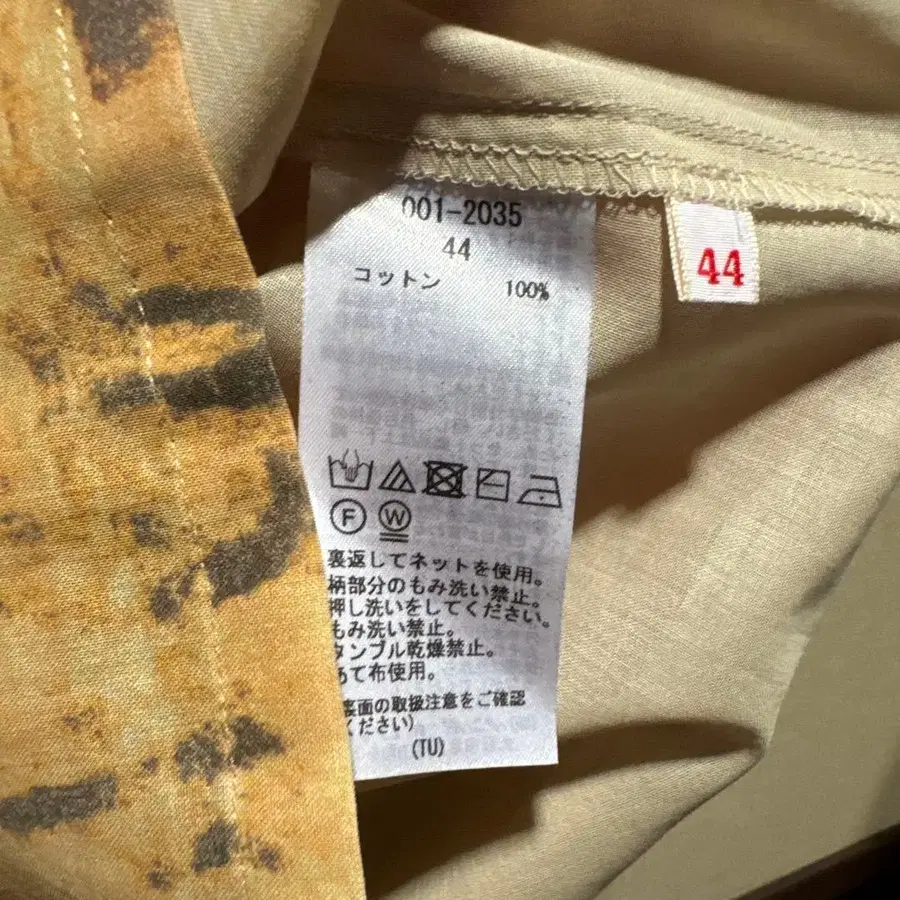 001-2035
44
コットン 100%
44
F W
裏返してネットを使用。
柄部分のもみ洗い禁止。
押し洗いをしてください。
もみ洗い禁止。
タンブル乾燥禁止。
あて布使用。
裏面の取扱注意をご確認
ください)
(TU)